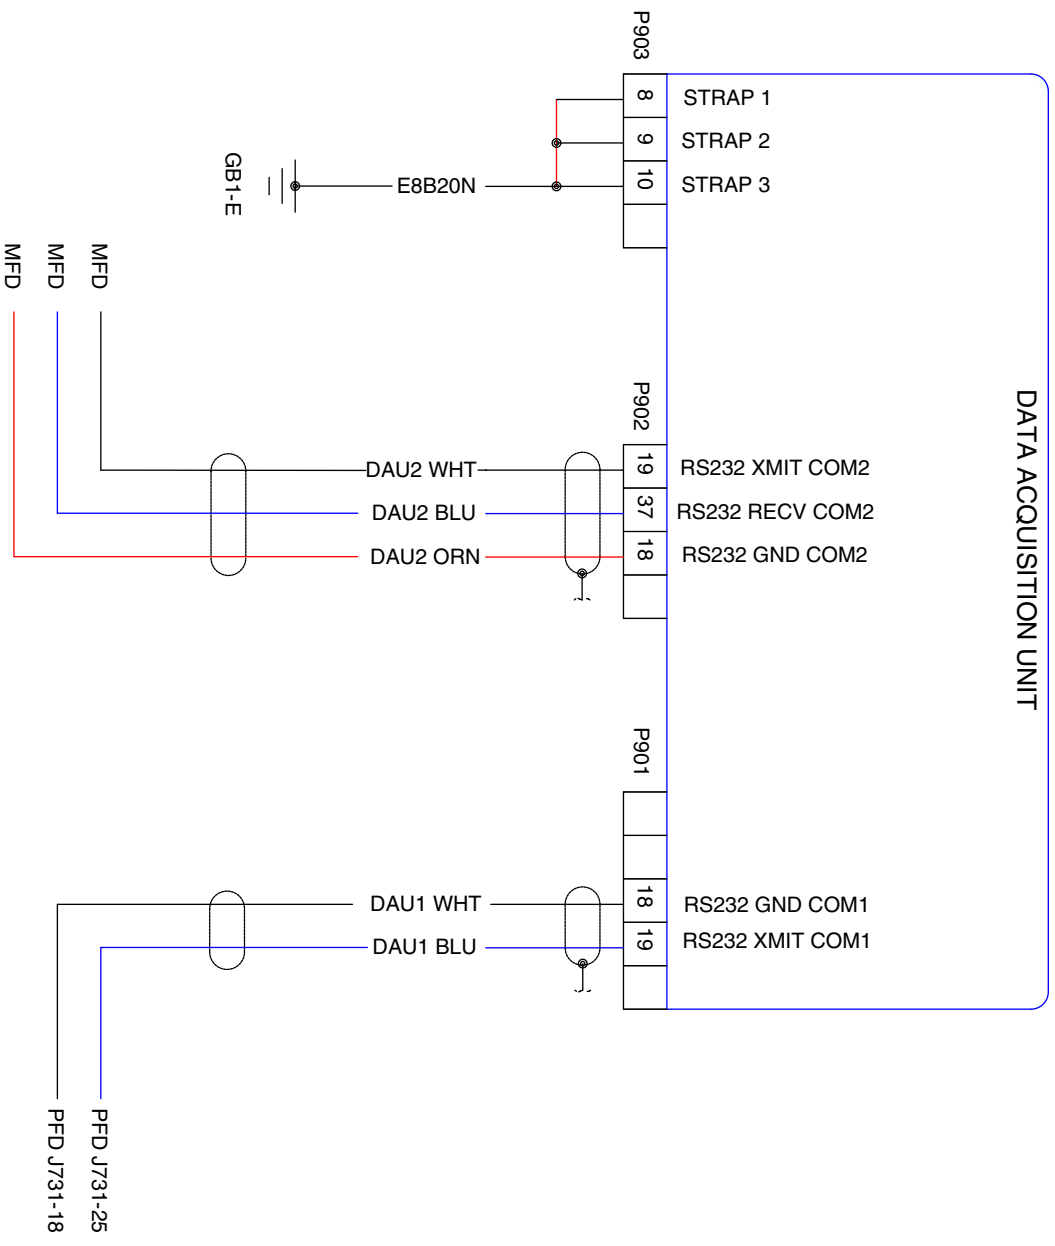 P903
8 STRAP 1
9 STRAP 2
10 STRAP 3
E8B20N
GB1-E
MFD
MFD
MFD
DATA ACQUISITION UNIT
P902
DAU2 WHT 19 RS232 XMIT COM2
DAU2 BLU 37 RS232 RECV COM2
DAU2 ORN 18 RS232 GND COM2
P901
DAU1 WHT 18 RS232 GND COM1
DAU1 BLU 19 RS232 XMIT COM1
PFD J731-18
PFD J731-25